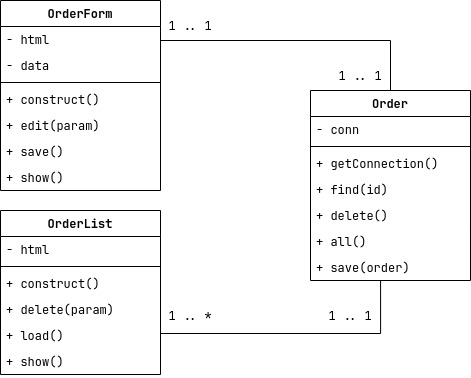 OrderForm
- html
- data
+ construct()
+ edit(param)
+ save()
+ show()
1 .. 1
1 .. 1
Order
- conn
+ getConnection()
+ find(id)
+ delete()
+ all()
+ save(order)
OrderList
- html
+ construct()
+ delete(param)
+ load()
+ show()
1 .. *
1 .. 1